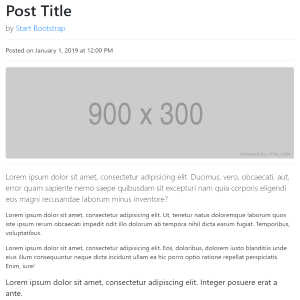 Post Title
by Start Bootstrap
Posted on January 1, 2019 at 12:00 PM
900 x 300
Powered by HTML.COM
Lorem ipsum dolor sit amet, consectetur adipisicing elit. Ducimus, vero, obcaecati, aut,
error quam sapiente nemo saepe quibusdam sit excepturi nam quia corporis eligendi
eos magni recusandae laborum minus inventore?
Lorem ipsum dolor sit amet, consectetur adipisicing elit. Ut, tenetur natus doloremque laborum quos
iste ipsum rerum obcaecati impedit odit illo dolorum ab tempora nihil dicta earum fugiat. Temporibus,
voluptatibus.
Lorem ipsum dolor sit amet, consectetur adipisicing elit. Eos, doloribus, dolorem iusto blanditiis unde
eius illum consequuntur neque dicta incidunt ullam ea hic porro optio ratione repellat perspiciatis.
Enim, iure!
Lorem ipsum dolor sit amet, consectetur adipiscing elit. Integer posuere erat a
ante.